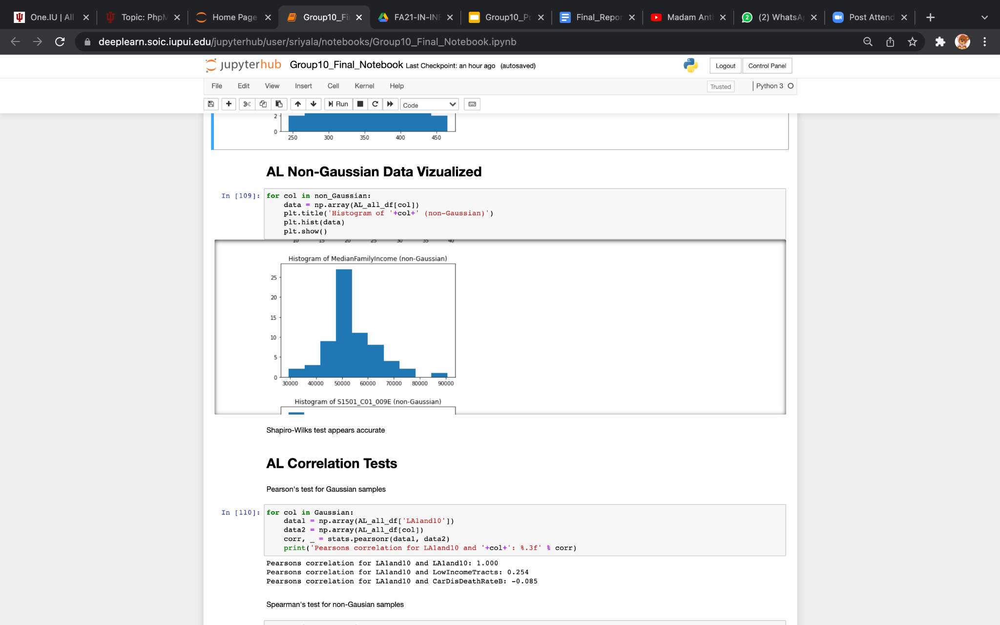 One.IU | All
Topic: PhpM
Home Page
Group10_Fi
FA21-IN-INF
Group10_Pr
Final_Repor
Madam Anth
(2) WhatsA
Post Attend
deeplearn.soic.iupui.edu/jupyterhub/user/sriyala/notebooks/Group10_Final_Notebook.ipynb
jupyterhub Group10_Final_Notebook Last Checkpoint: an hour ago (autosaved)
Logout Control Panel
File Edit View Insert Cell Kernel Help
Trusted Python 3
Run Code
2
0
250 300 350 400 450
AL Non-Gaussian Data Vizualized
In [109]: for col in non_Gaussian:
data = np.array(AL_all_df[col])
plt.title('Histogram of '+col+' (non-Gaussian)')
plt.hist(data)
plt.show()
10 15 20 25 30 35 40
Histogram of MedianFamilyIncome (non-Gaussian)
25
20
15
10
5
0
30000 40000 50000 60000 70000 80000 90000
Histogram of S1501_C01_009E (non-Gaussian)
Shapiro-Wilks test appears accurate
AL Correlation Tests
Pearson's test for Gaussian samples
In [110]: for col in Gaussian:
data1 = np.array(AL_all_df['LA1and10'])
data2 = np.array(AL_all_df[col])
corr, _ = stats.pearsonr(data1, data2)
print('Pearsons correlation for LA1and10 and '+col+': %.3f' % corr)
Pearsons correlation for LA1and10 and LA1and10: 1.000
Pearsons correlation for LA1and10 and LowIncomeTracts: 0.254
Pearsons correlation for LA1and10 and CarDisDeathRateB: -0.085
Spearman's test for non-Gausian samples